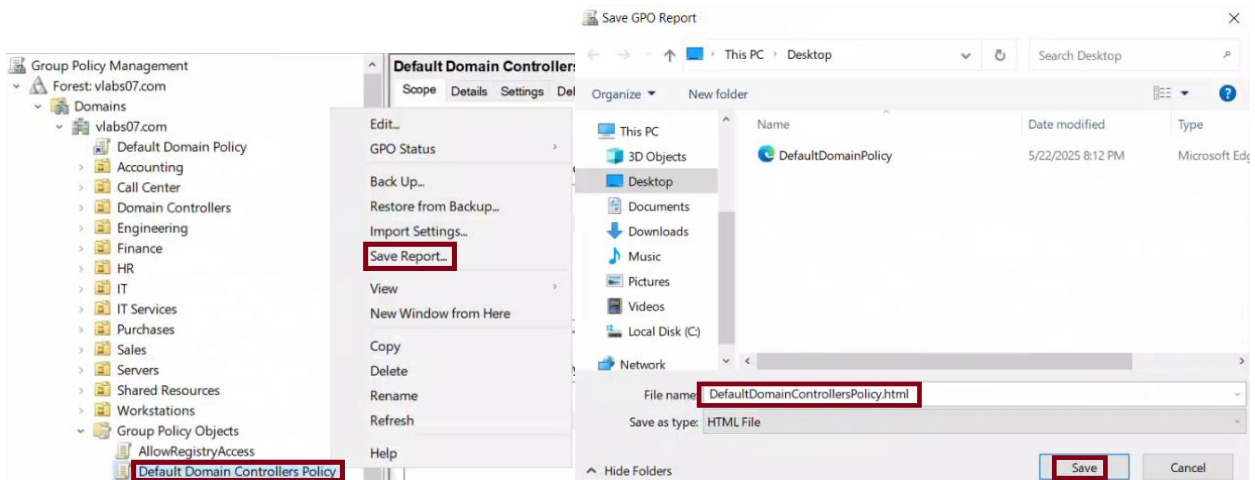 Group Policy Management
Forest: vlabs07.com
Domains
vlabs07.com
Default Domain Policy
Accounting
Call Center
Domain Controllers
Engineering
Finance
HR
IT
IT Services
Purchases
Sales
Servers
Shared Resources
Workstations
Group Policy Objects
AllowRegistryAccess
Default Domain Controllers Policy
Default Domain Controllers
Scope Details Settings Del
Edit...
GPO Status
Back Up...
Restore from Backup...
Import Settings...
Save Report...
View
New Window from Here
Copy
Delete
Rename
Refresh
Help
Save GPO Report
This PC Desktop
Search Desktop
Organize New folder
This PC
3D Objects
Desktop
Documents
Downloads
Music
Pictures
Videos
Local Disk (C:)
Network
Name Date modified Type
DefaultDomainPolicy 5/22/2025 8:12 PM Microsoft Edg
File name: DefaultDomainControllersPolicy.html
Save as type: HTML File
Hide Folders Save Cancel